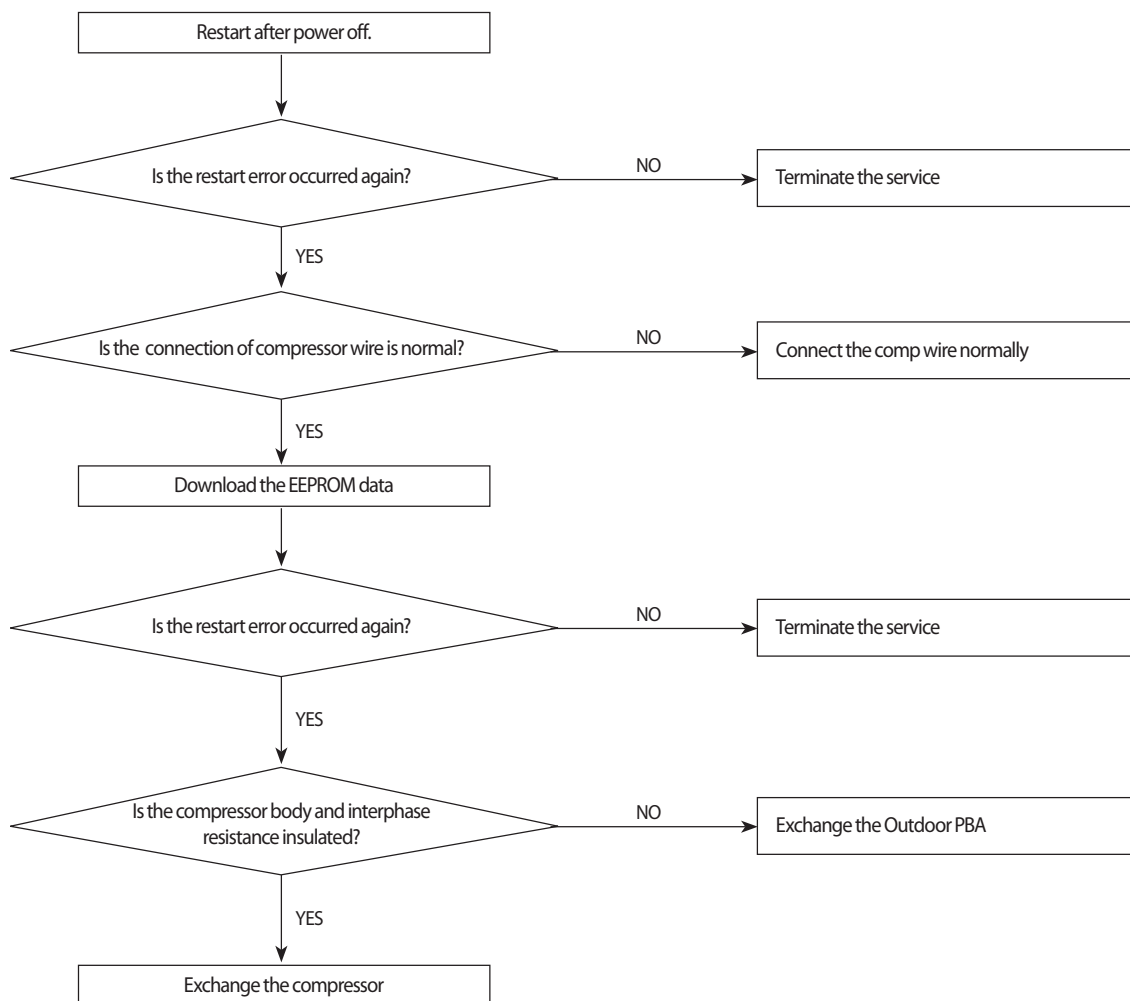 Restart after power off.
Is the restart error occurred again?
NO
Terminate the service
YES
Is the connection of compressor wire is normal?
NO
Connect the comp wire normally
YES
Download the EEPROM data
Is the restart error occurred again?
NO
Terminate the service
YES
Is the compressor body and interphase
resistance insulated?
NO
Exchange the Outdoor PBA
YES
Exchange the compressor